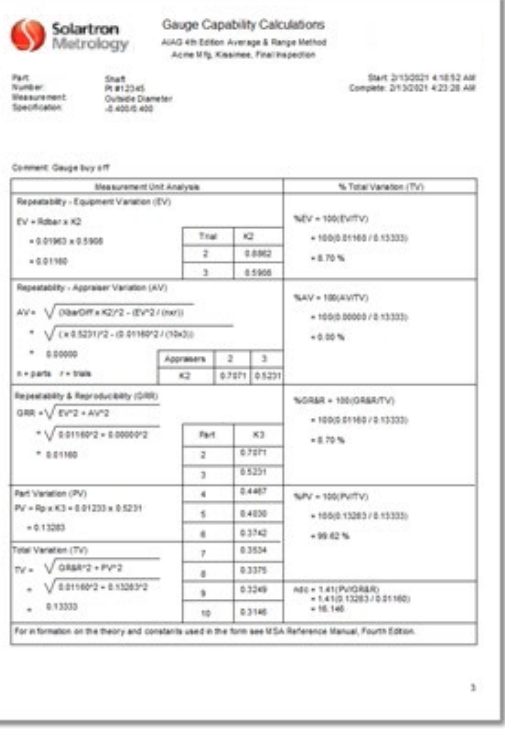 Solartron
Metrology
Gauge Capability Calculations
AIAG 4th Edition Average & Range Method
Acme Mfg, Kissimee, Final Inspection
Part: Shaft
Number: Pt #12345
Measurement: Outside Diameter
Specification: -0.400/0.400
Start: 2/13/2021 4:18:52 AM
Complete: 2/13/2021 4:23:28 AM
Comment: Gauge buy off
Measurement Unit Analysis
% Total Variation (TV)
Repeatability - Equipment Variation (EV)
EV = Rdbar x K2
= 0.01963 x 0.5908
= 0.01160
Trial K2
2 0.8862
3 0.5908
%EV = 100(EV/TV)
= 100(0.01160 / 0.13333)
= 8.70 %
Repeatability - Appraiser Variation (AV)
AV = √ (XbarDiff x K2)^2 - (EV^2 / (nxr))
= √ ( x 0.5231)^2 - (0.01160^2 / (10x3))
= 0.00000
n = parts r = trials
Appraisers 2 3
K2 0.7071 0.5231
%AV = 100(AV/TV)
= 100(0.00000 / 0.13333)
= 0.00 %
Repeatability & Reproducibility (GRR)
GRR = √ EV^2 + AV^2
= √ 0.01160^2 + 0.00000^2
= 0.01160
Part K3
2 0.7071
3 0.5231
4 0.4467
5 0.4030
6 0.3742
7 0.3534
8 0.3375
9 0.3249
10 0.3146
%GR&R = 100(GR&R/TV)
= 100(0.01160 / 0.13333)
= 8.70 %
Part Variation (PV)
PV = Rp x K3 = 0.01233 x 0.5231
= 0.13283
%PV = 100(PV/TV)
= 100(0.13283 / 0.13333)
= 99.62 %
Total Variation (TV)
TV = √ GR&R^2 + PV^2
= √ 0.01160^2 + 0.13283^2
= 0.13333
ndc = 1.41(PV/GR&R)
= 1.41(0.13283 / 0.01160)
= 16.146
For information on the theory and constants used in the form see MSA Reference Manual, Fourth Edition.
3